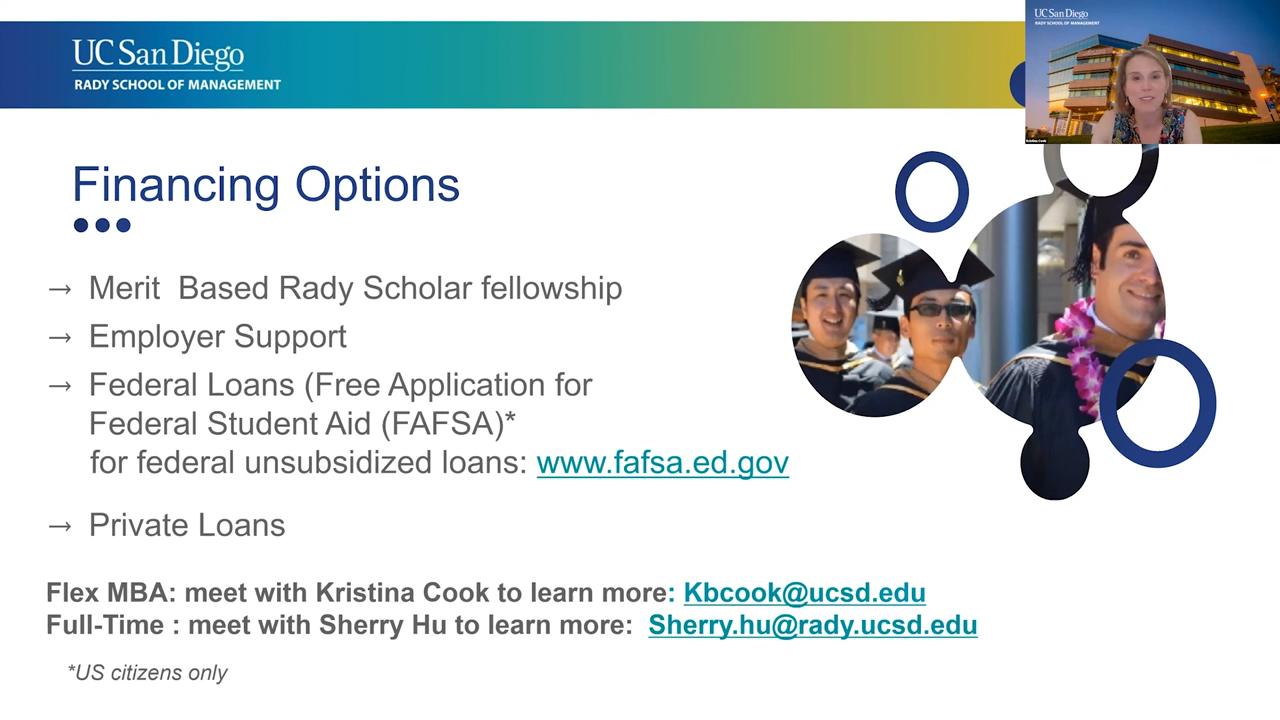 UC San Diego
RADY SCHOOL OF MANAGEMENT
UC San Diego
RADY SCHOOL OF MANAGEMENT
Kristina Cook
Financing Options
→ Merit Based Rady Scholar fellowship
→ Employer Support
→ Federal Loans (Free Application for
Federal Student Aid (FAFSA)*
for federal unsubsidized loans: www.fafsa.ed.gov
→ Private Loans
Flex MBA: meet with Kristina Cook to learn more: Kbcook@ucsd.edu
Full-Time : meet with Sherry Hu to learn more: Sherry.hu@rady.ucsd.edu
*US citizens only